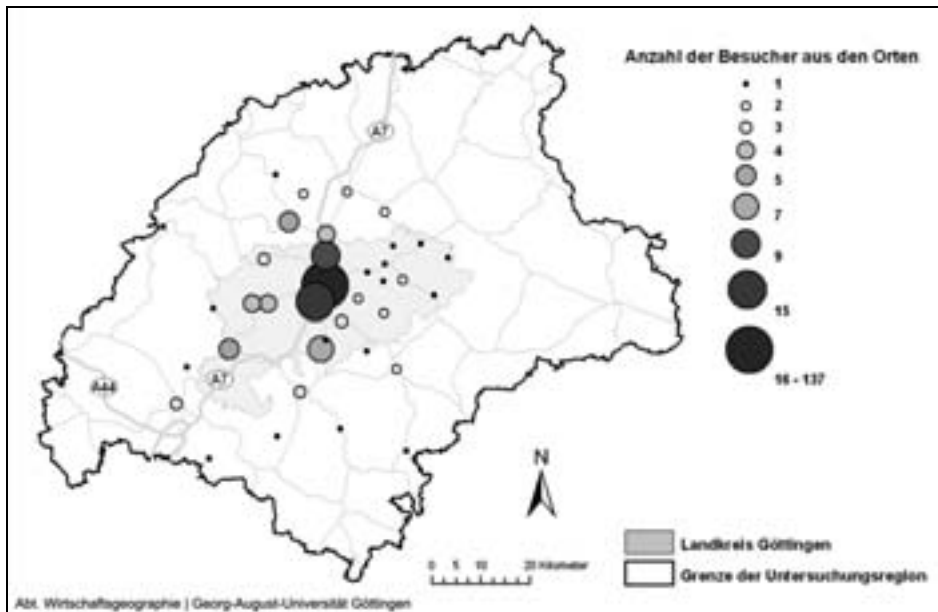 Anzahl der Besucher aus den Orten
1
2
3
4
5
7
9
15
16 - 137
A7
A7
A44
N
0 5 10 20 Kilometer
Landkreis Göttingen
Grenze der Untersuchungsregion
Abt. Wirtschaftsgeographie | Georg-August-Universität Göttingen